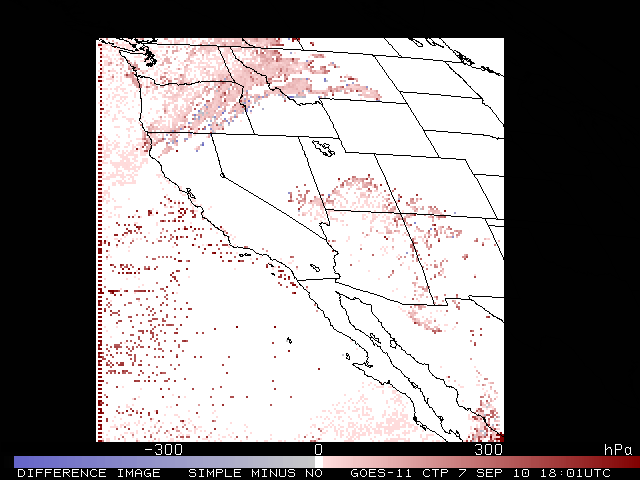 -300 0 300 hPa
DIFFERENCE IMAGE SIMPLE MINUS NO GOES-11 CTP 7 SEP 10 18:01UTC